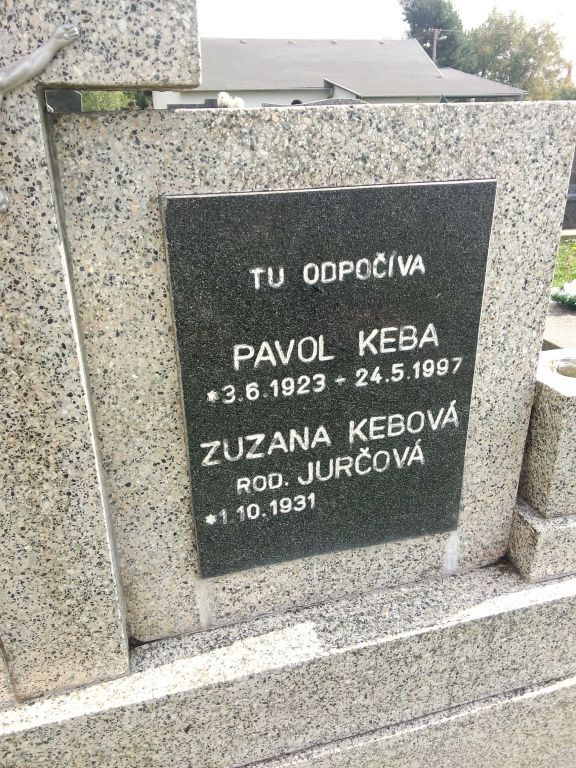 TU ODPOČÍVA
PAVOL KEBA
*3.6.1923 + 24.5.1997
ZUZANA KEBOVÁ
ROD. JURČOVÁ
*1.10.1931